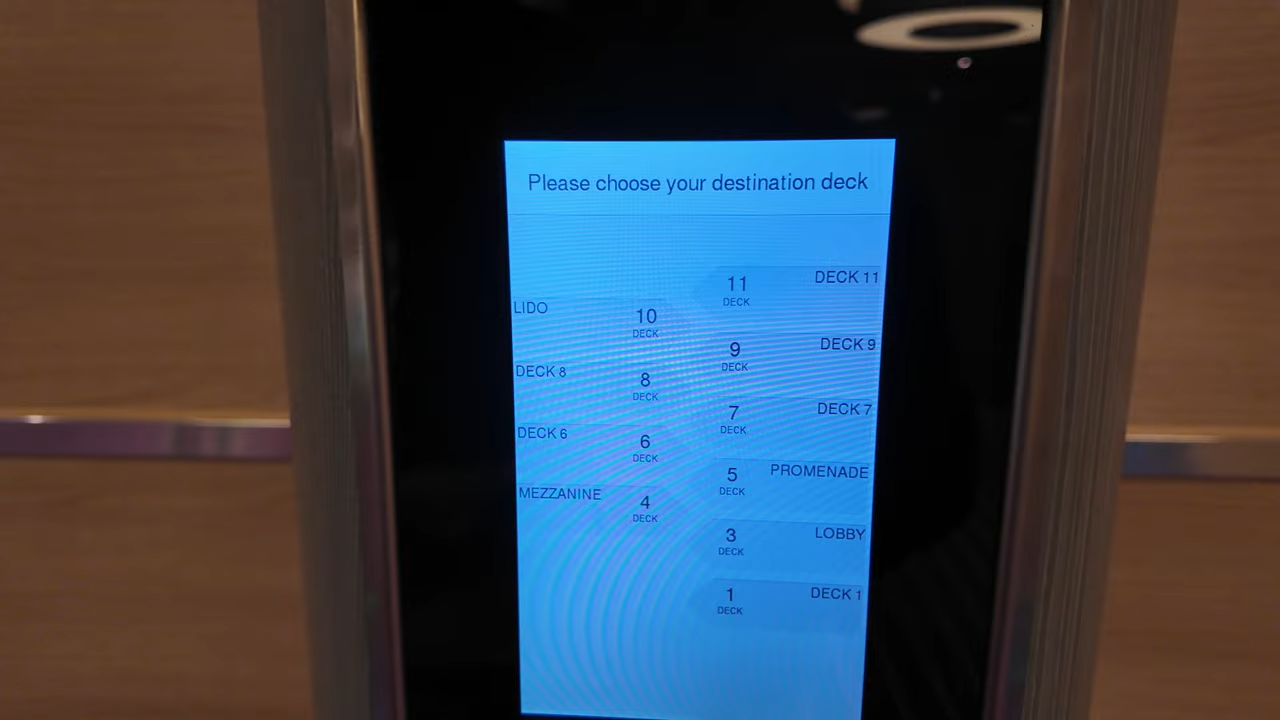 Please choose your destination deck
11
DECK
DECK 11
LIDO
10
DECK
9
DECK
DECK 9
DECK 8
8
DECK
7
DECK
DECK 7
DECK 6
6
DECK
5
DECK
PROMENADE
MEZZANINE
4
DECK
3
DECK
LOBBY
1
DECK
DECK 1